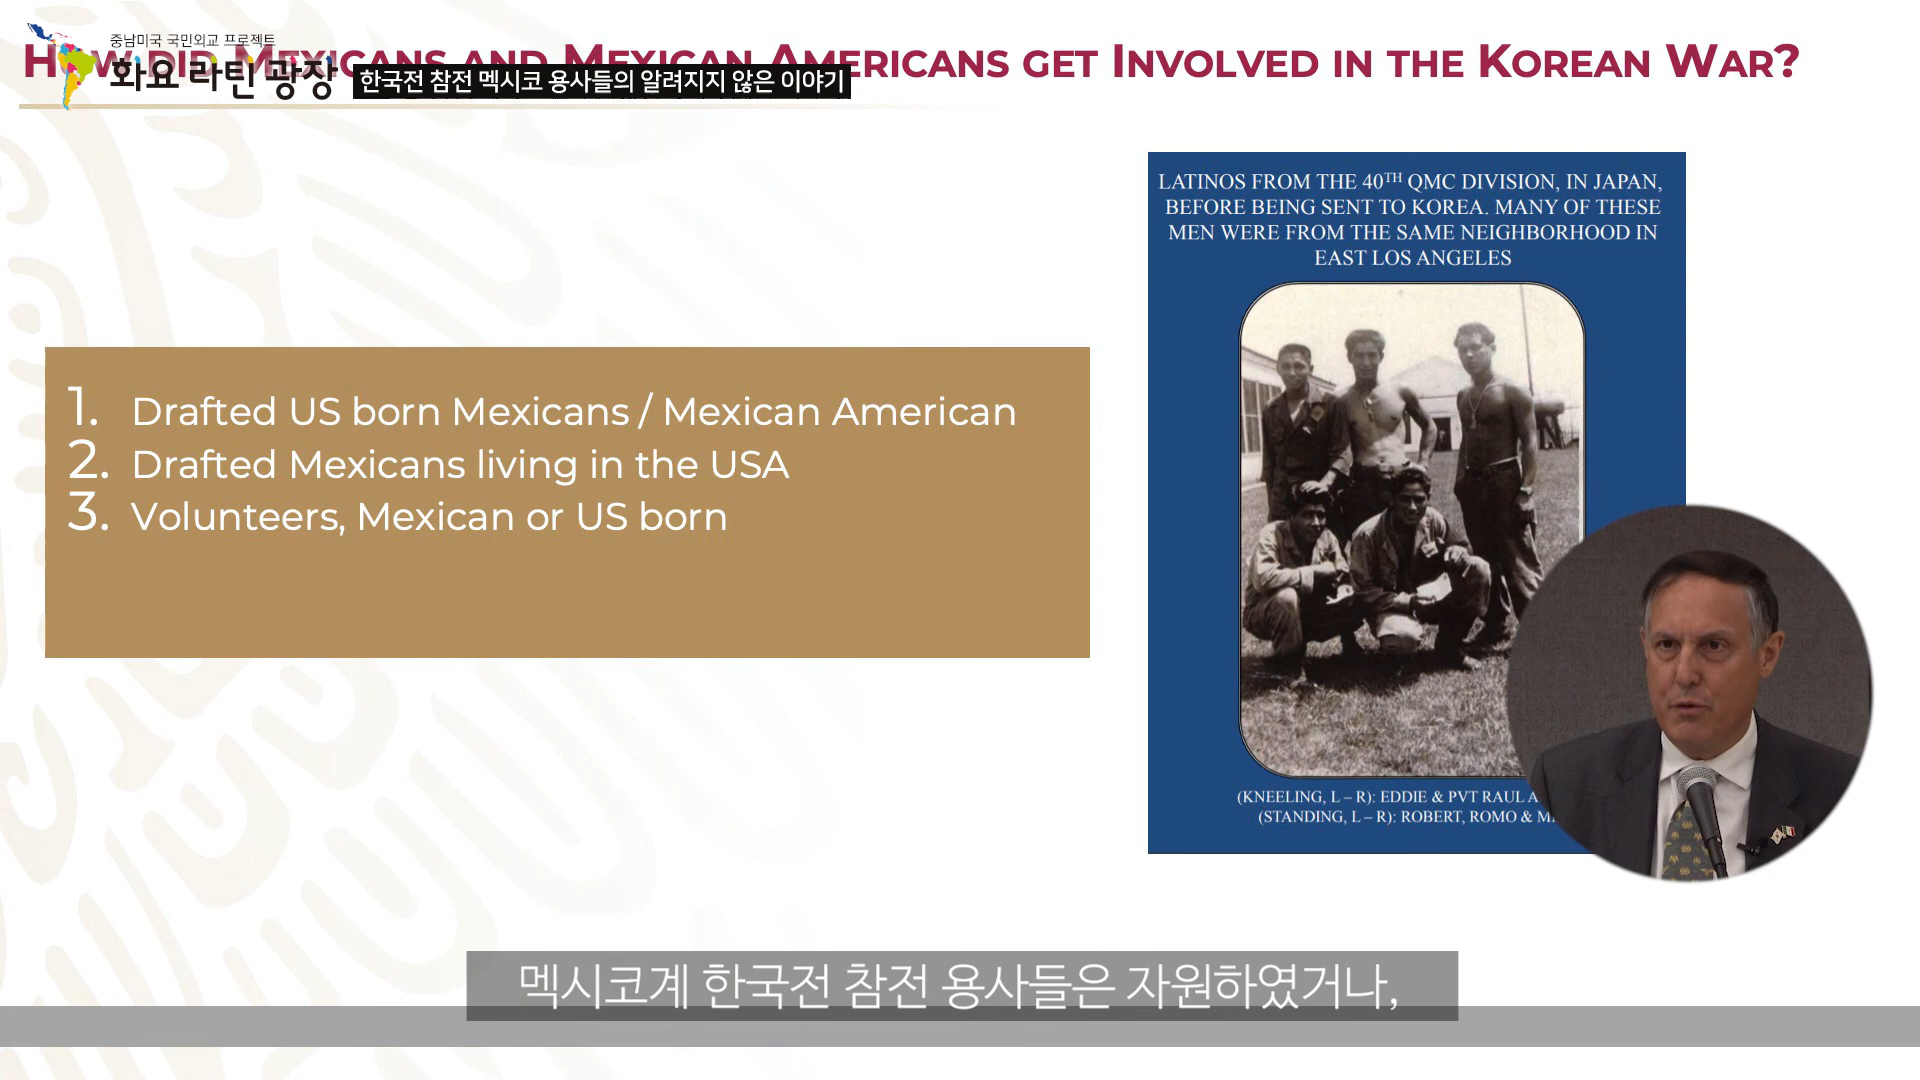 중남미국 국민외교 프로젝트
HOW DID MEXICANS AND MEXICAN AMERICANS GET INVOLVED IN THE KOREAN WAR?
화요 라틴광장
한국전 참전 멕시코 용사들의 알려지지 않은 이야기
LATINOS FROM THE 40TH QMC DIVISION, IN JAPAN,
BEFORE BEING SENT TO KOREA. MANY OF THESE
MEN WERE FROM THE SAME NEIGHBORHOOD IN
EAST LOS ANGELES
1. Drafted US born Mexicans / Mexican American
2. Drafted Mexicans living in the USA
3. Volunteers, Mexican or US born
(KNEELING, L – R): EDDIE & PVT RAUL
(STANDING, L – R): ROBERT, ROMO &
멕시코계 한국전 참전 용사들은 자원하였거나,